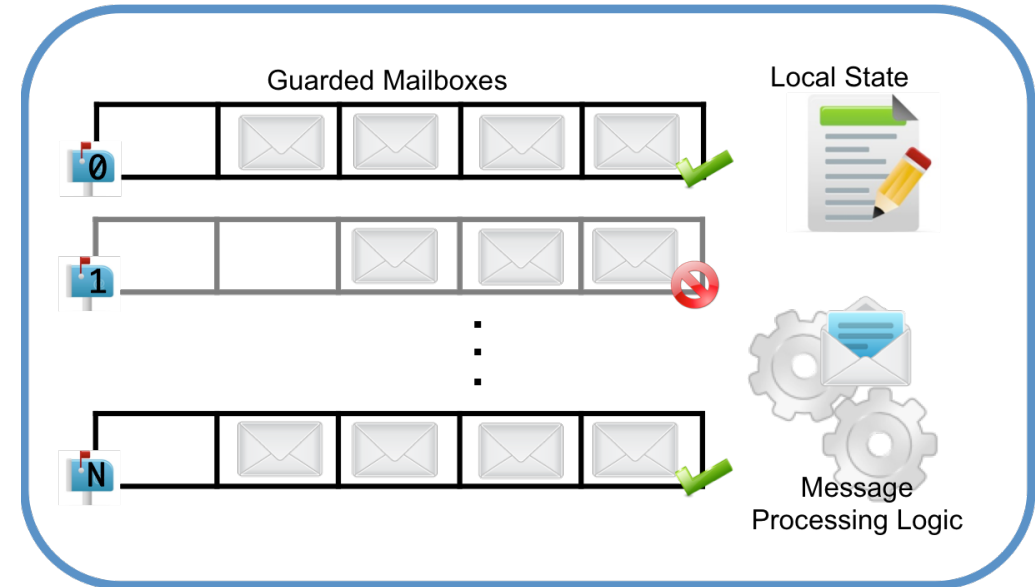 Guarded Mailboxes
Local State
0
1
N
Message
Processing Logic